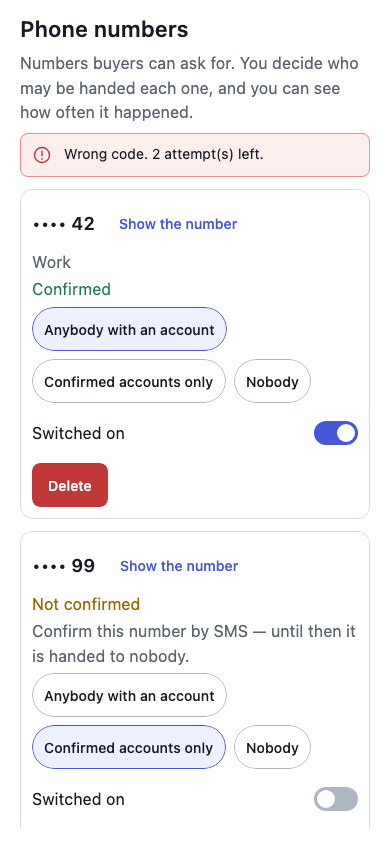 Phone numbers
Numbers buyers can ask for. You decide who
may be handed each one, and you can see
how often it happened.
Wrong code. 2 attempt(s) left.
•••• 42 Show the number
Work
Confirmed
Anybody with an account
Confirmed accounts only Nobody
Switched on
Delete
•••• 99 Show the number
Not confirmed
Confirm this number by SMS — until then it
is handed to nobody.
Anybody with an account
Confirmed accounts only Nobody
Switched on